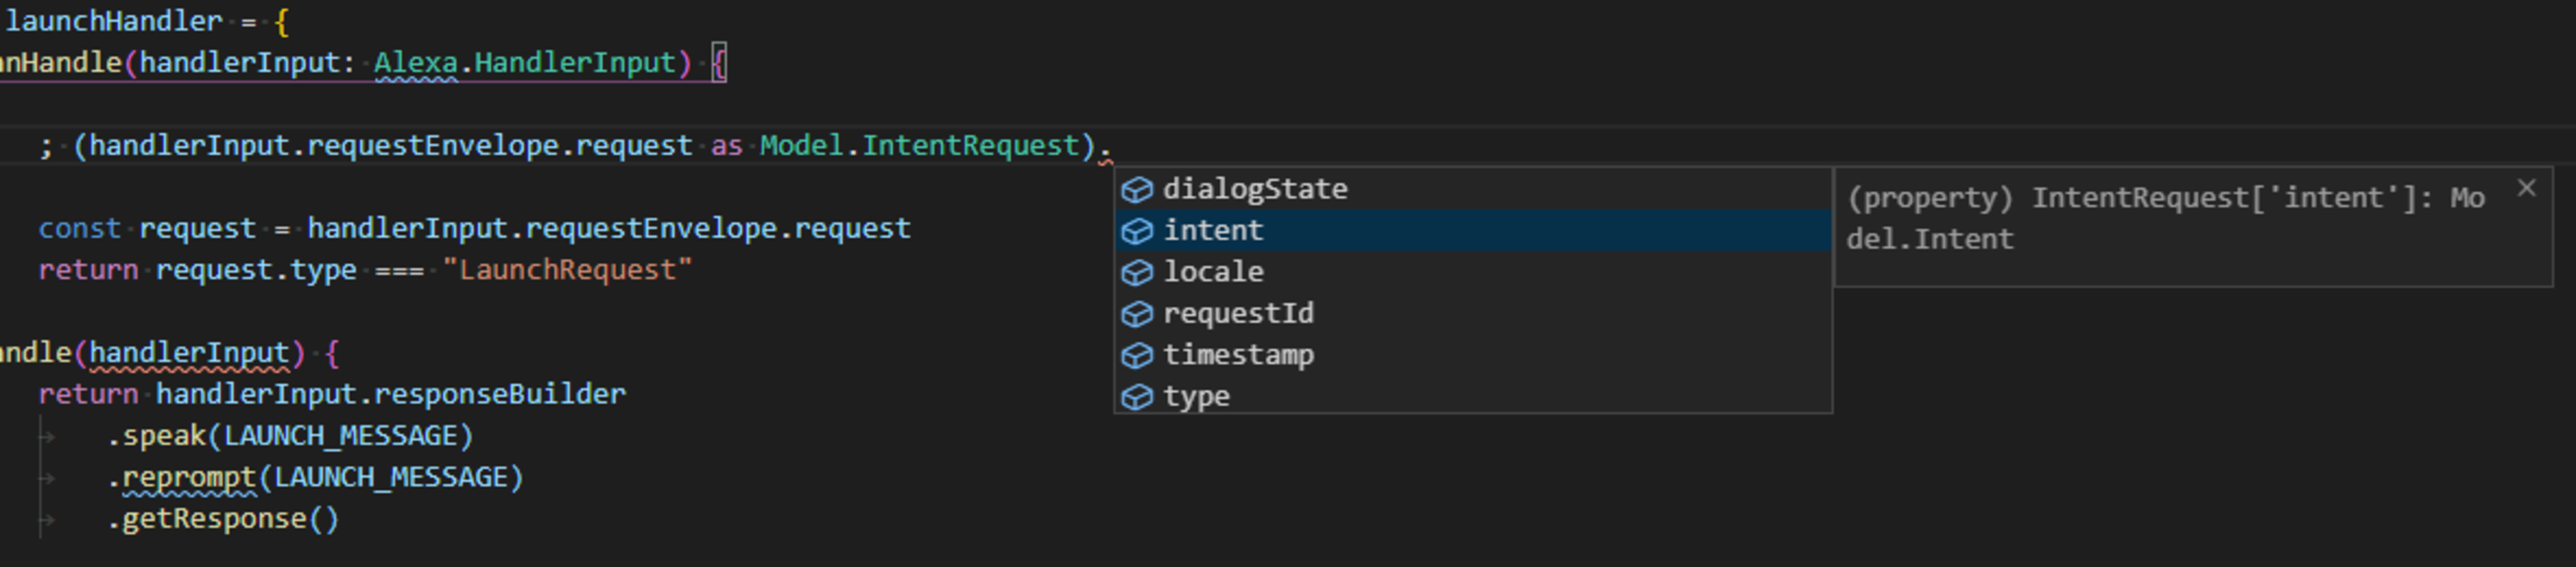 launchHandler = {
nHandle(handlerInput: Alexa.HandlerInput) {
; (handlerInput.requestEnvelope.request as Model.IntentRequest).
dialogState
intent
locale
requestId
timestamp
type
(property) IntentRequest['intent']: Mo
del.Intent
const request = handlerInput.requestEnvelope.request
return request.type === "LaunchRequest"
ndle(handlerInput) {
return handlerInput.responseBuilder
.speak(LAUNCH_MESSAGE)
.reprompt(LAUNCH_MESSAGE)
.getResponse()